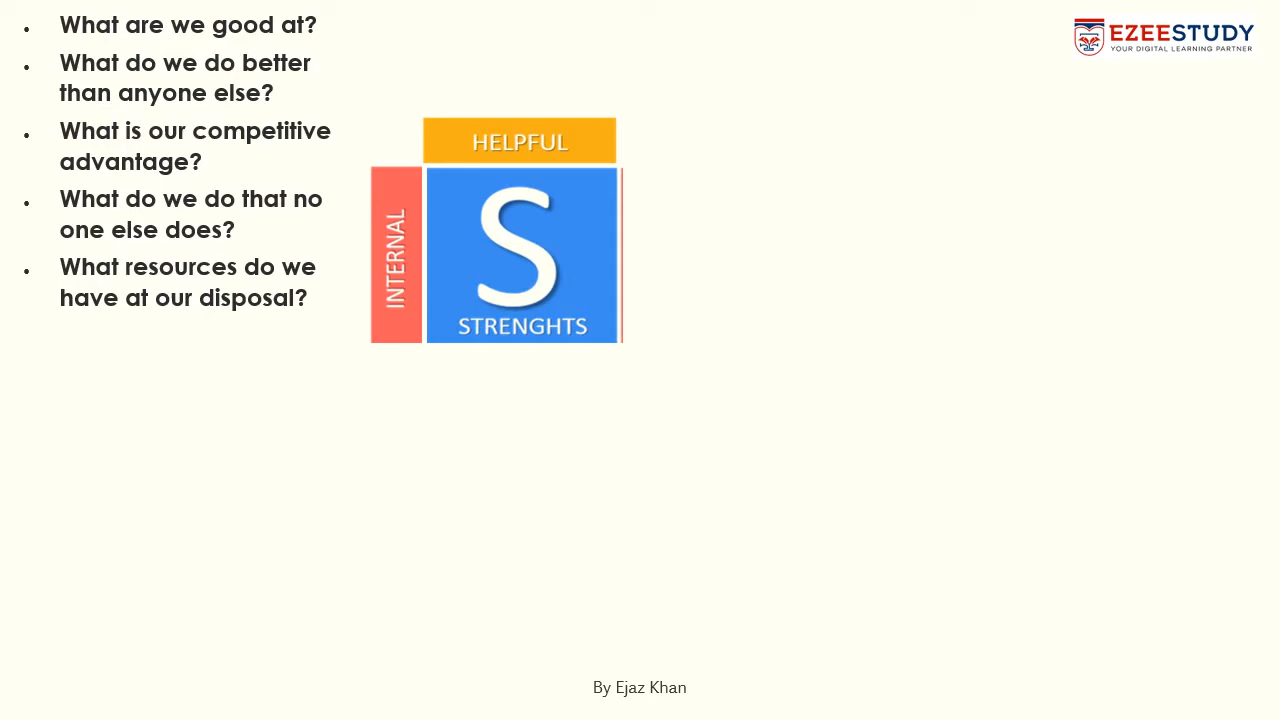 What are we good at?
What do we do better
than anyone else?
What is our competitive
advantage?
What do we do that no
one else does?
What resources do we
have at our disposal?
EZEESTUDY
YOUR DIGITAL LEARNING PARTNER
HELPFUL
INTERNAL
S
STRENGHTS
By Ejaz Khan